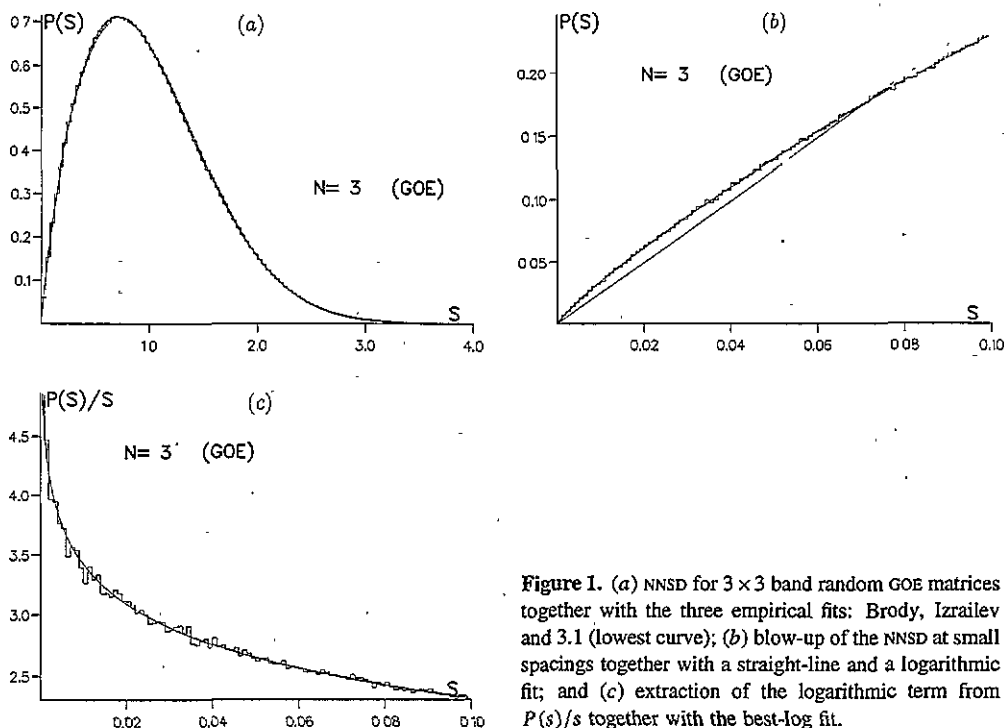 P(S)
(a)
0.7
0.6
0.5
0.4
0.3
0.2
0.1
N= 3 (GOE)
S
1.0
2.0
3.0
4.0
P(S)
(b)
N= 3 (GOE)
0.20
0.15
0.10
0.05
S
0.02
0.04
0.06
0.08
0.10
P(S)/S
(c)
N= 3 (GOE)
4.5
4.0
3.5
3.0
2.5
S
0.02
0.04
0.06
0.08
0.10
Figure 1. (a) NNSD for 3 × 3 band random GOE matrices
together with the three empirical fits: Brody, Izrailev
and 3.1 (lowest curve); (b) blow-up of the NNSD at small
spacings together with a straight-line and a logarithmic
fit; and (c) extraction of the logarithmic term from
P(s)/s together with the best-log fit.